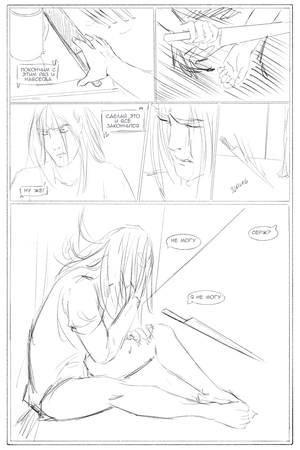 ПОКОНЧИМ С
ЭТИМ РАЗ И
НАВСЕГДА
СДЕЛАЙ ЭТО
И ВСЁ
ЗАКОНЧИТСЯ
НУ ЖЕ!
НЕ МОГУ
СЕРЖ?
Я НЕ МОГУ